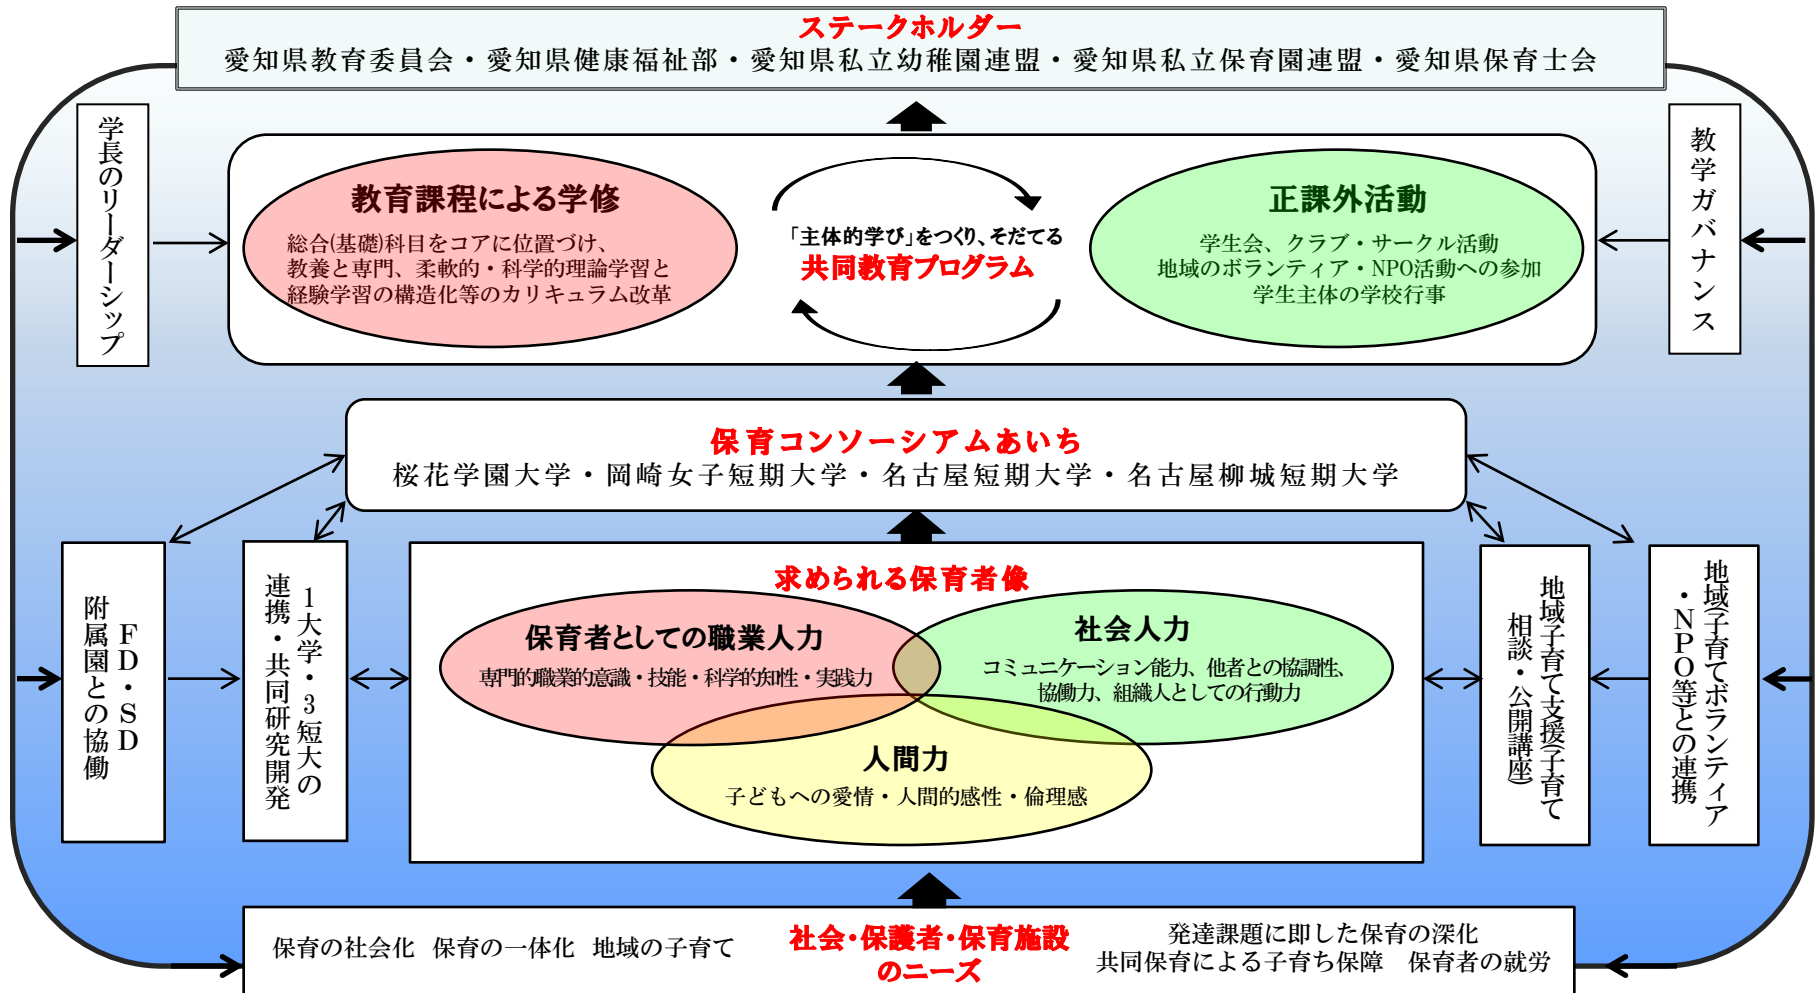 ステークホルダー
愛知県教育委員会・愛知県健康福祉部・愛知県私立幼稚園連盟・愛知県私立保育園連盟・愛知県保育士会
学長のリーダーシップ
教育課程による学修
総合(基礎)科目をコアに位置づけ、
教養と専門、柔軟的・科学的理論学習と
経験学習の構造化等のカリキュラム改革
「主体的学び」をつくり、そだてる
共同教育プログラム
正課外活動
学生会、クラブ・サークル活動
地域のボランティア・NPO活動への参加
学生主体の学校行事
教学ガバナンス
保育コンソーシアムあいち
桜花学園大学・岡崎女子短期大学・名古屋短期大学・名古屋柳城短期大学
FD・SD
附属園との協働
1大学・3短大の
連携・共同研究開発
求められる保育者像
保育者としての職業人力
専門的職業的意識・技能・科学的知性・実践力
社会人力
コミュニケーション能力、他者との協調性、
協働力、組織人としての行動力
人間力
子どもへの愛情・人間的感性・倫理感
地域子育て支援(子育て
相談・公開講座)
地域(子育てボランティア
・NPO等)との連携
保育の社会化 保育の一体化 地域の子育て
社会・保護者・保育施設
のニーズ
発達課題に即した保育の深化
共同保育による子育ち保障 保育者の就労